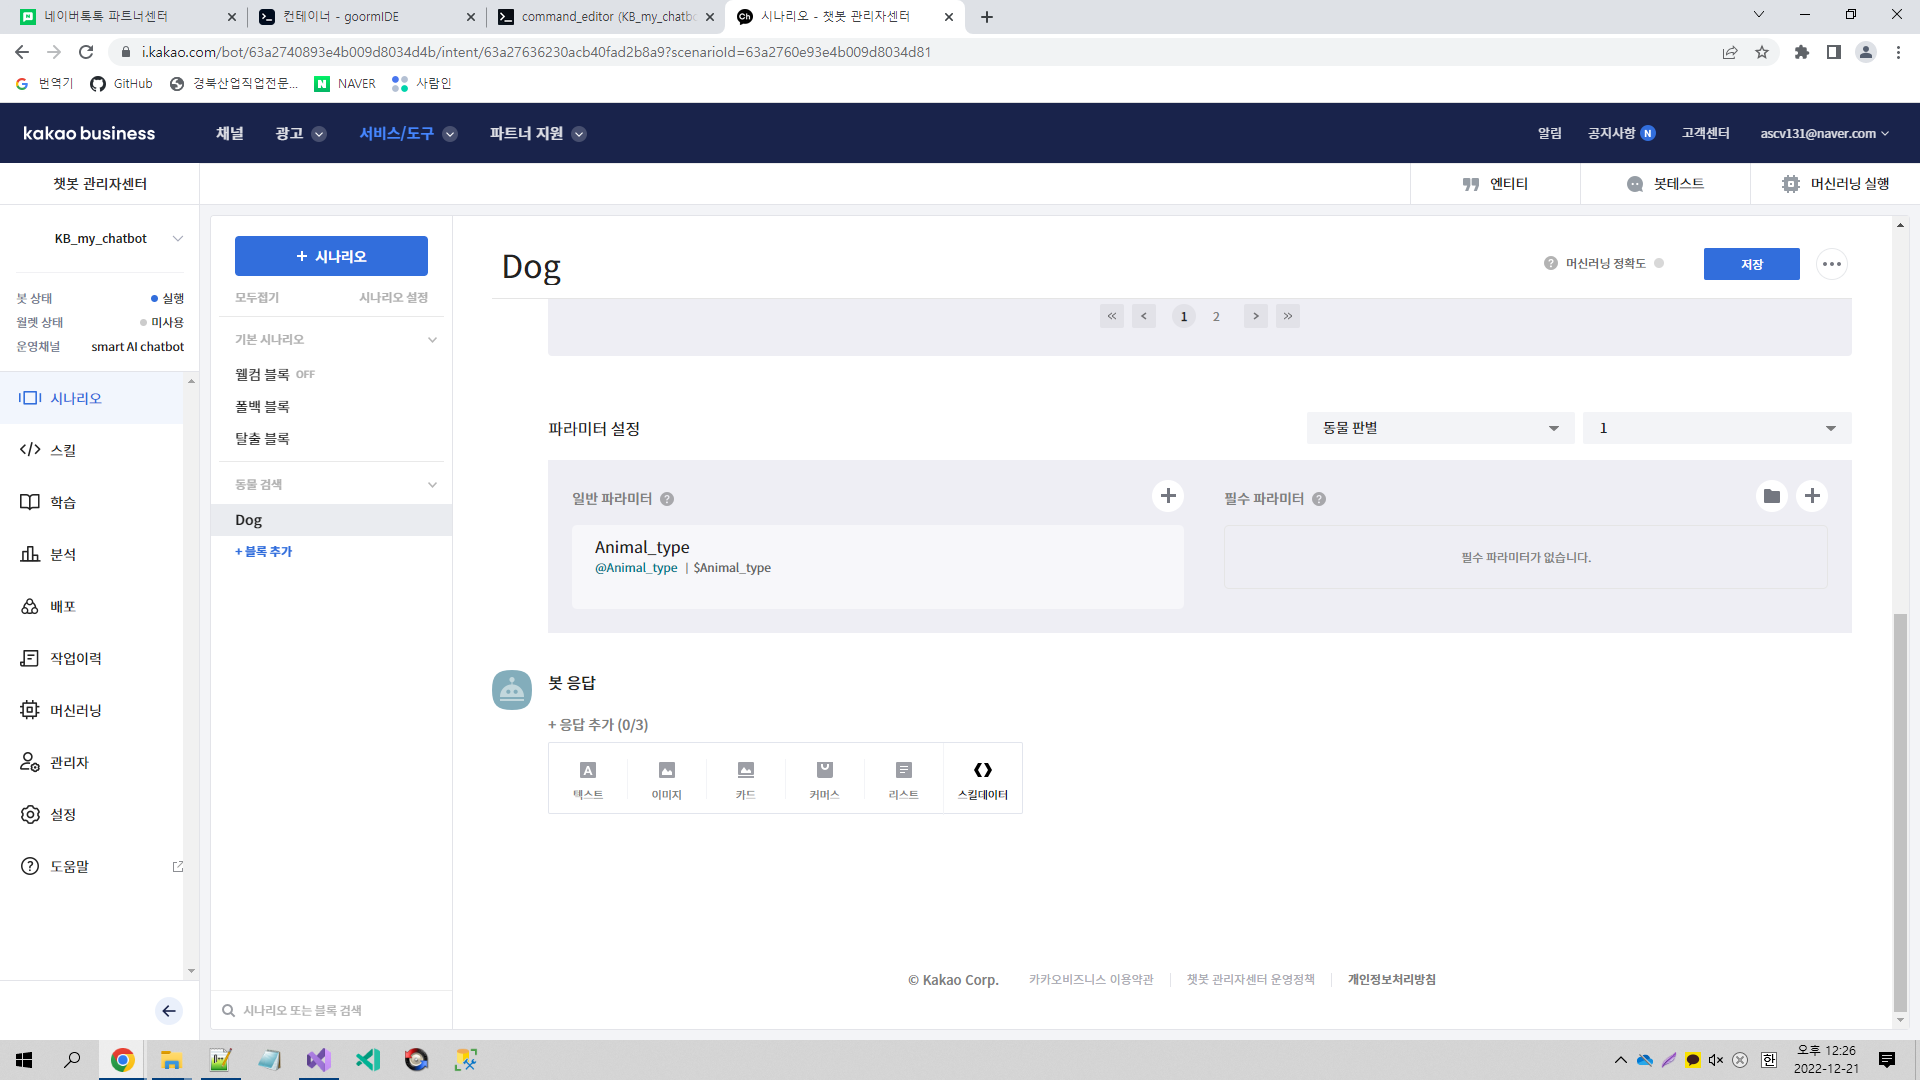 네이버톡톡 파트너센터
컨테이너 - goormIDE
command_editor (KB_my_chatbo
시나리오 - 챗봇 관리자센터
i.kakao.com/bot/63a2740893e4b009d8034d4b/intent/63a27636230acb40fad2b8a9?scenarioId=63a2760e93e4b009d8034d81
번역기
GitHub
경북산업직업전문...
NAVER
사람인
kakao business
채널
광고
서비스/도구
파트너 지원
알림
공지사항 N
고객센터
ascv131@naver.com
챗봇 관리자센터
엔티티
봇테스트
머신러닝 실행
KB_my_chatbot
봇 상태
실행
월렛 상태
미사용
운영채널
smart AI chatbot
시나리오
스킬
학습
분석
배포
작업이력
머신러닝
관리자
설정
도움말
+ 시나리오
모두접기
시나리오 설정
기본 시나리오
웰컴 블록 OFF
폴백 블록
탈출 블록
동물 검색
Dog
+ 블록 추가
시나리오 또는 블록 검색
Dog
머신러닝 정확도
저장
« < 1 2 > »
파라미터 설정
동물 판별
1
일반 파라미터
Animal_type
@Animal_type | $Animal_type
필수 파라미터
필수 파라미터가 없습니다.
봇 응답
+ 응답 추가 (0/3)
텍스트
이미지
카드
커머스
리스트
스킬데이터
© Kakao Corp.
카카오비즈니스 이용약관
챗봇 관리자센터 운영정책
개인정보처리방침
한
오후 12:26
2022-12-21